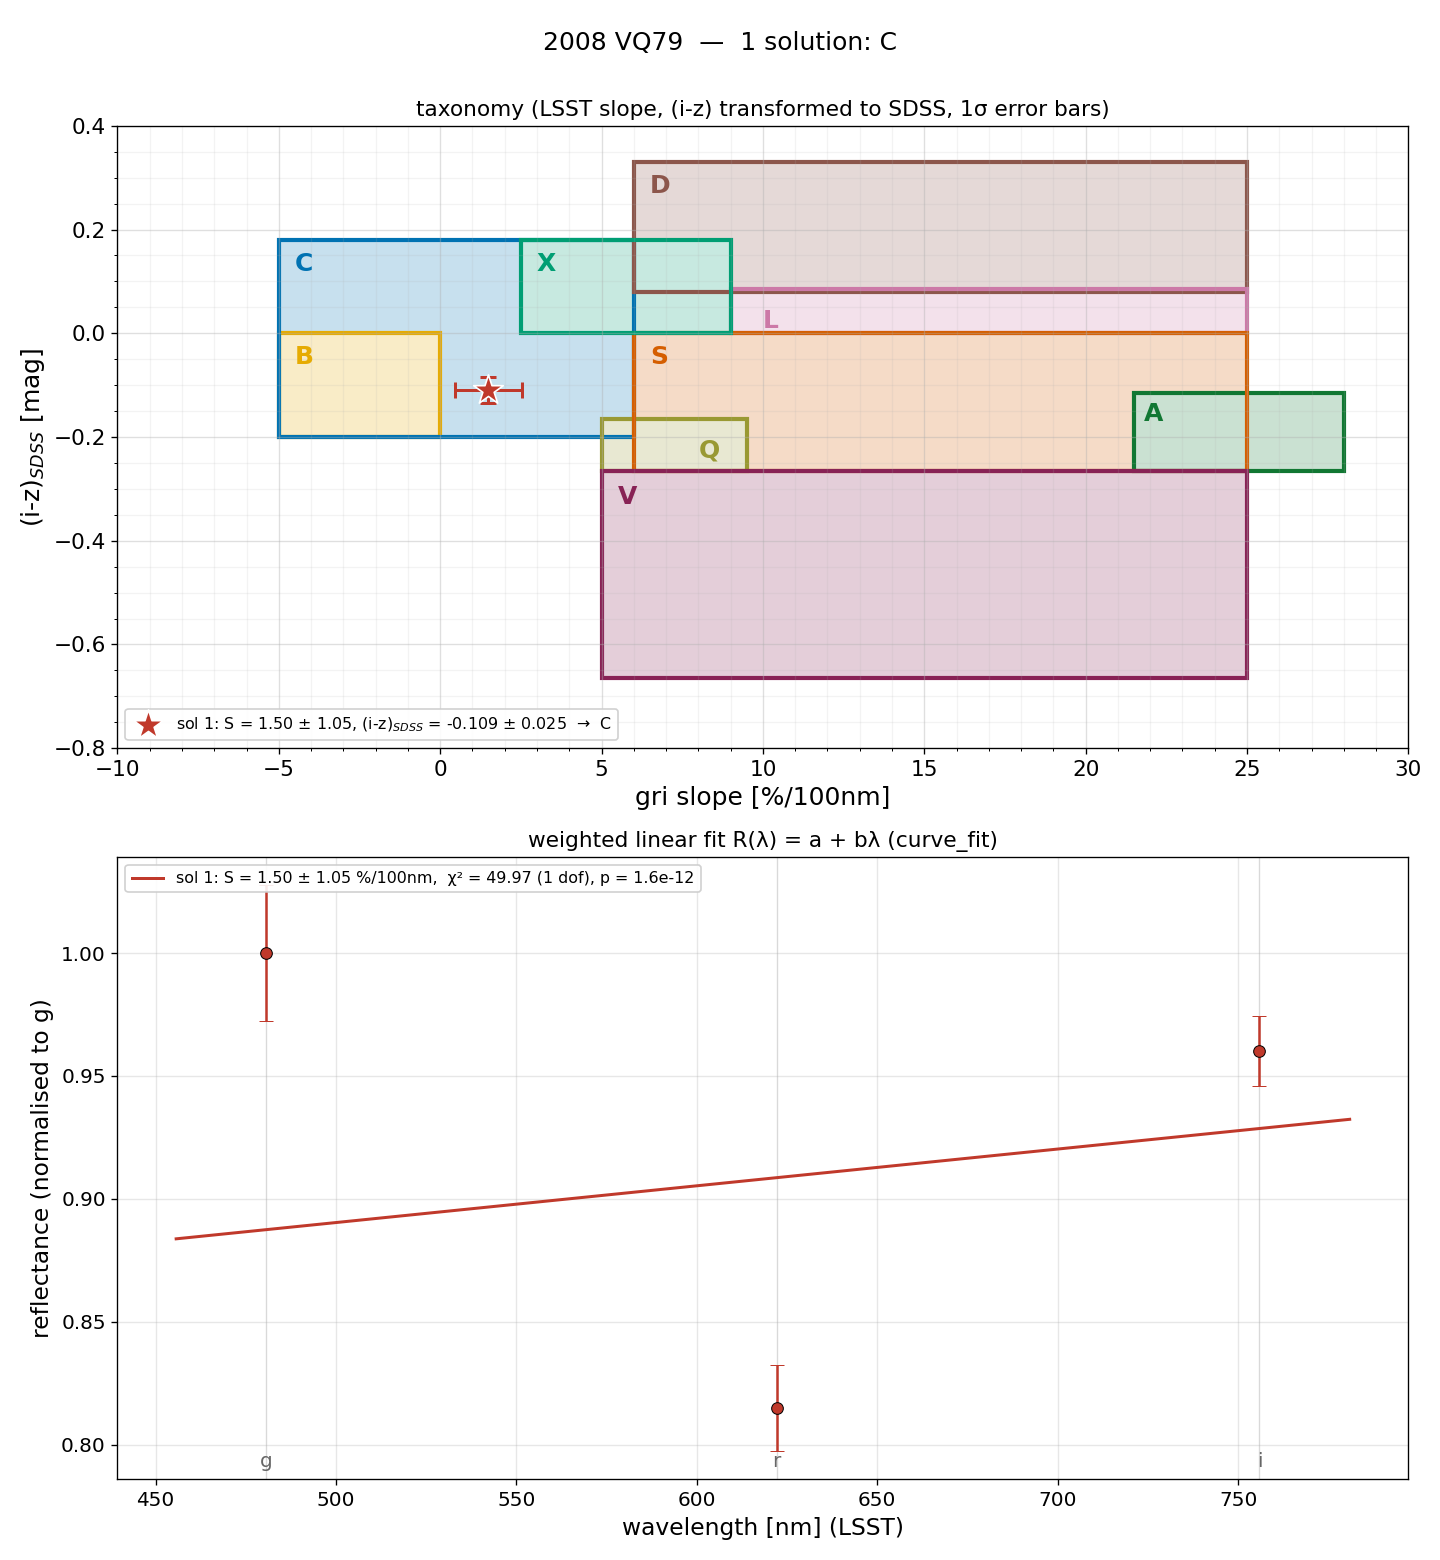 2008 VQ79 — 1 solution: C
taxonomy (LSST slope, (i-z) transformed to SDSS, 1σ error bars)
0.4
0.2
0.0
−0.2
−0.4
−0.6
−0.8
(i-z)SDSS [mag]
D
C
X
L
B
S
A
Q
V
sol 1: S = 1.50 ± 1.05, (i-z)SDSS = -0.109 ± 0.025 → C
−10
−5
0
5
10
15
20
25
30
gri slope [%/100nm]
weighted linear fit R(λ) = a + bλ (curve_fit)
sol 1: S = 1.50 ± 1.05 %/100nm, χ² = 49.97 (1 dof), p = 1.6e-12
1.00
0.95
0.90
0.85
0.80
reflectance (normalised to g)
g
r
i
450
500
550
600
650
700
750
wavelength [nm] (LSST)